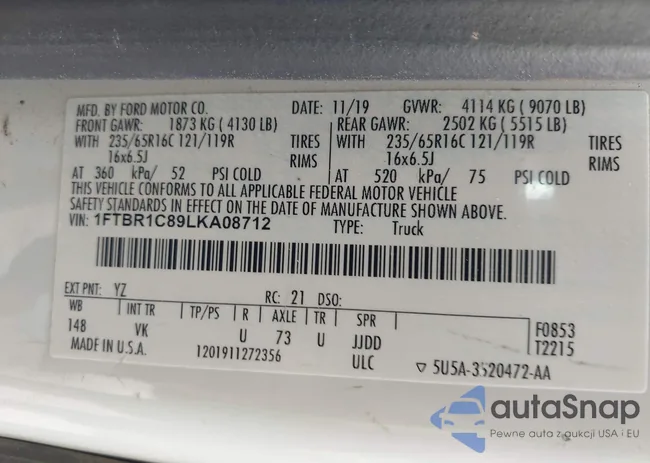 MFD. BY FORD MOTOR CO. DATE: 11/19 GVWR: 4114 KG (9070 LB)
FRONT GAWR: 1873 KG (4130 LB) REAR GAWR: 2502 KG (5515 LB)
WITH 235/65R16C 121/119R TIRES WITH 235/65R16C 121/119R TIRES
16x6.5J RIMS 16x6.5J RIMS
AT 360 kPa/ 52 PSI COLD AT 520 kPa/ 75 PSI COLD
THIS VEHICLE CONFORMS TO ALL APPLICABLE FEDERAL MOTOR VEHICLE
SAFETY STANDARDS IN EFFECT ON THE DATE OF MANUFACTURE SHOWN ABOVE.
VIN: 1FTBR1C89LKA08712 TYPE: Truck
EXT PNT: YZ RC: 21 DSO:
WB INT TR TP/PS R AXLE TR SPR F0853
148 VK U 73 U JJDD T2215
MADE IN U.S.A. 1201911272356 ULC 5U5A-3520472-AA
autaSnap
Pewne auta z aukcji USA i EU